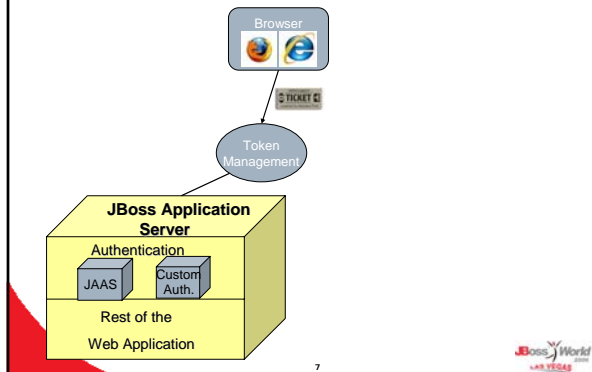 Browser
TICKET
Token
Management
JBoss Application
Server
Authentication
JAAS
Custom
Auth.
Rest of the
Web Application
7
JBoss World
2006
LAS VEGAS